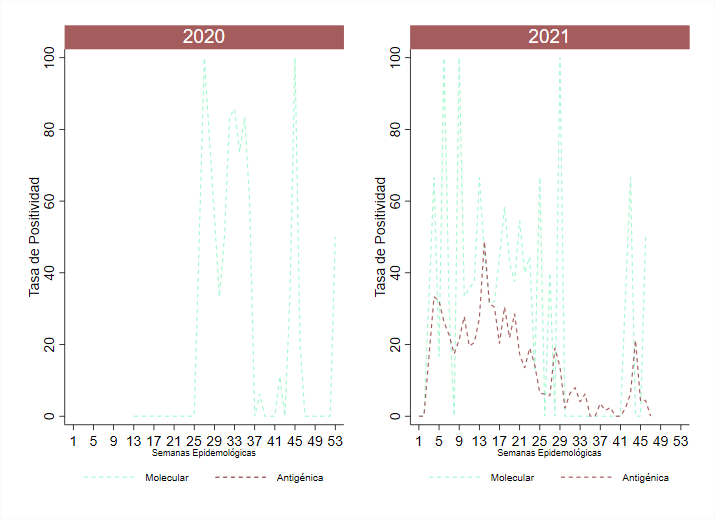 2020
Tasa de Positividad
100
80
60
40
20
0
1 5 9 13 17 21 25 29 33 37 41 45 49 53
Semanas Epidemológicas
Molecular Antigénica
2021
Tasa de Positividad
100
80
60
40
20
0
1 5 9 13 17 21 25 29 33 37 41 45 49 53
Semanas Epidemológicas
Molecular Antigénica